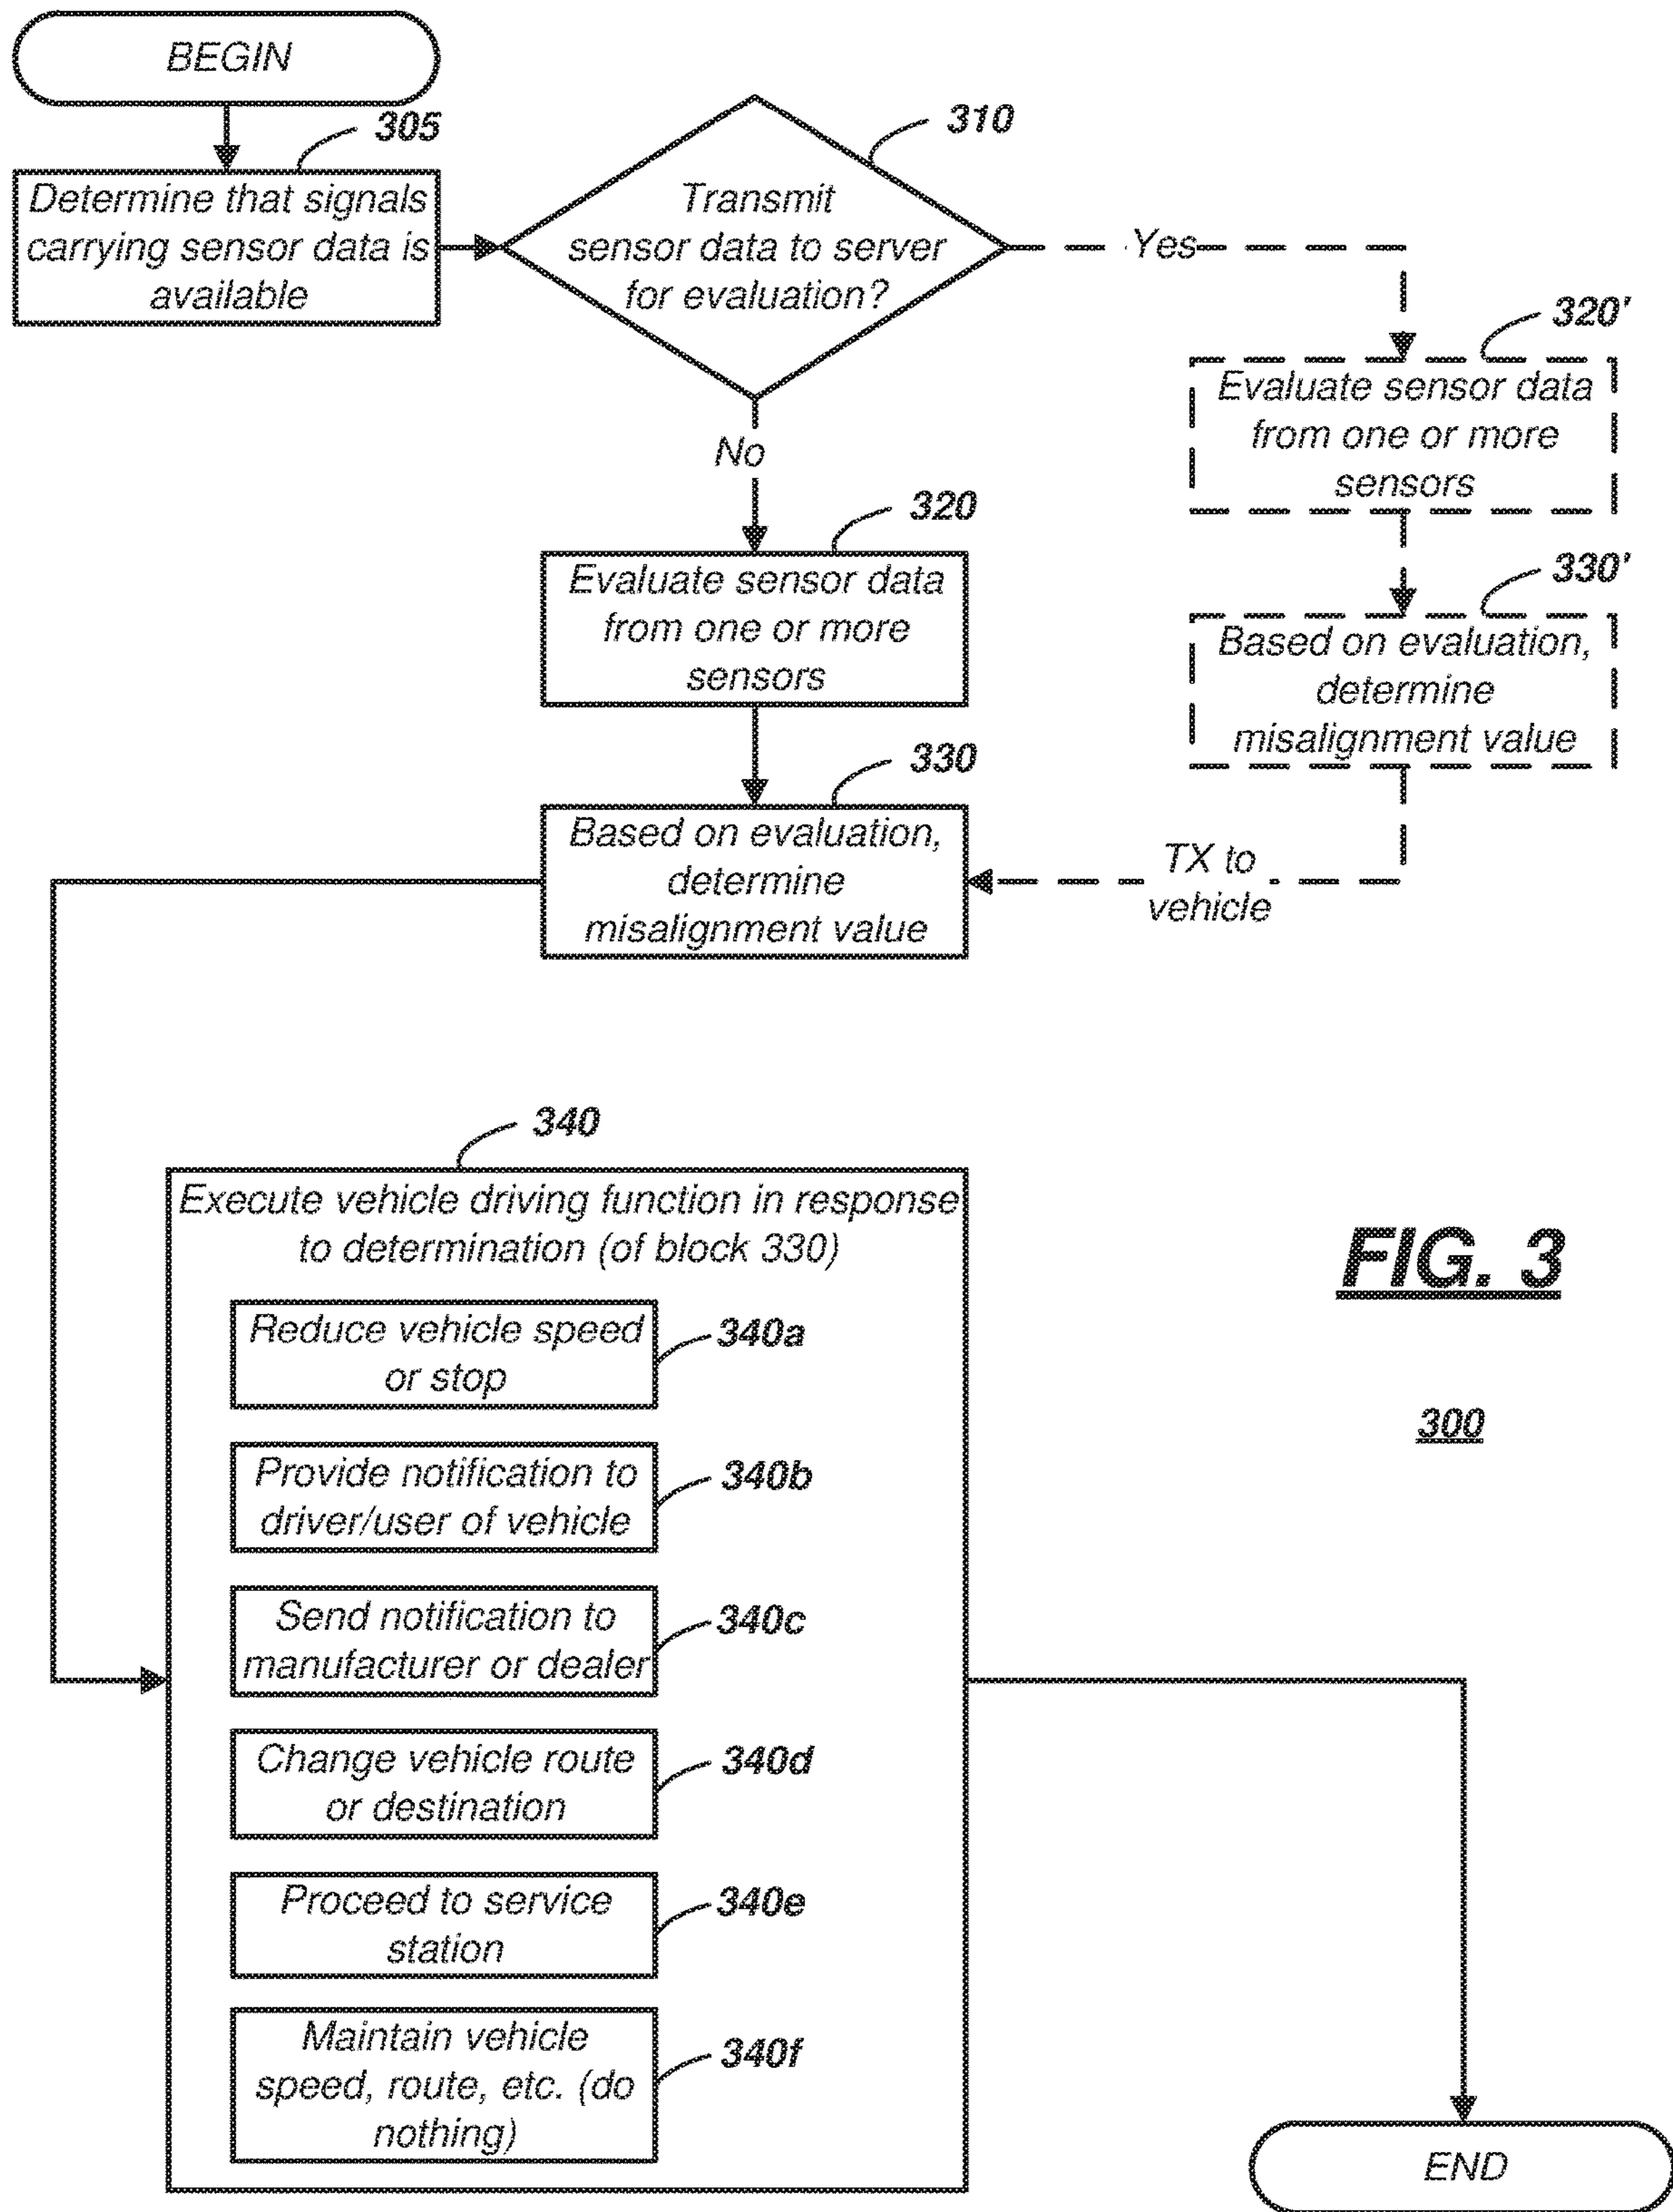 BEGIN
305
Determine that signals
carrying sensor data is
available
310
Transmit
sensor data to server
for evaluation?
Yes
No
320'
Evaluate sensor data
from one or more
sensors
320
Evaluate sensor data
from one or more
sensors
330'
Based on evaluation,
determine
misalignment value
330
Based on evaluation,
determine
misalignment value
TX to
vehicle
340
Execute vehicle driving function in response
to determination (of block 330)
Reduce vehicle speed
or stop
340a
Provide notification to
driver/user of vehicle
340b
Send notification to
manufacturer or dealer
340c
Change vehicle route
or destination
340d
Proceed to service
station
340e
Maintain vehicle
speed, route, etc. (do
nothing)
340f
FIG. 3
300
END